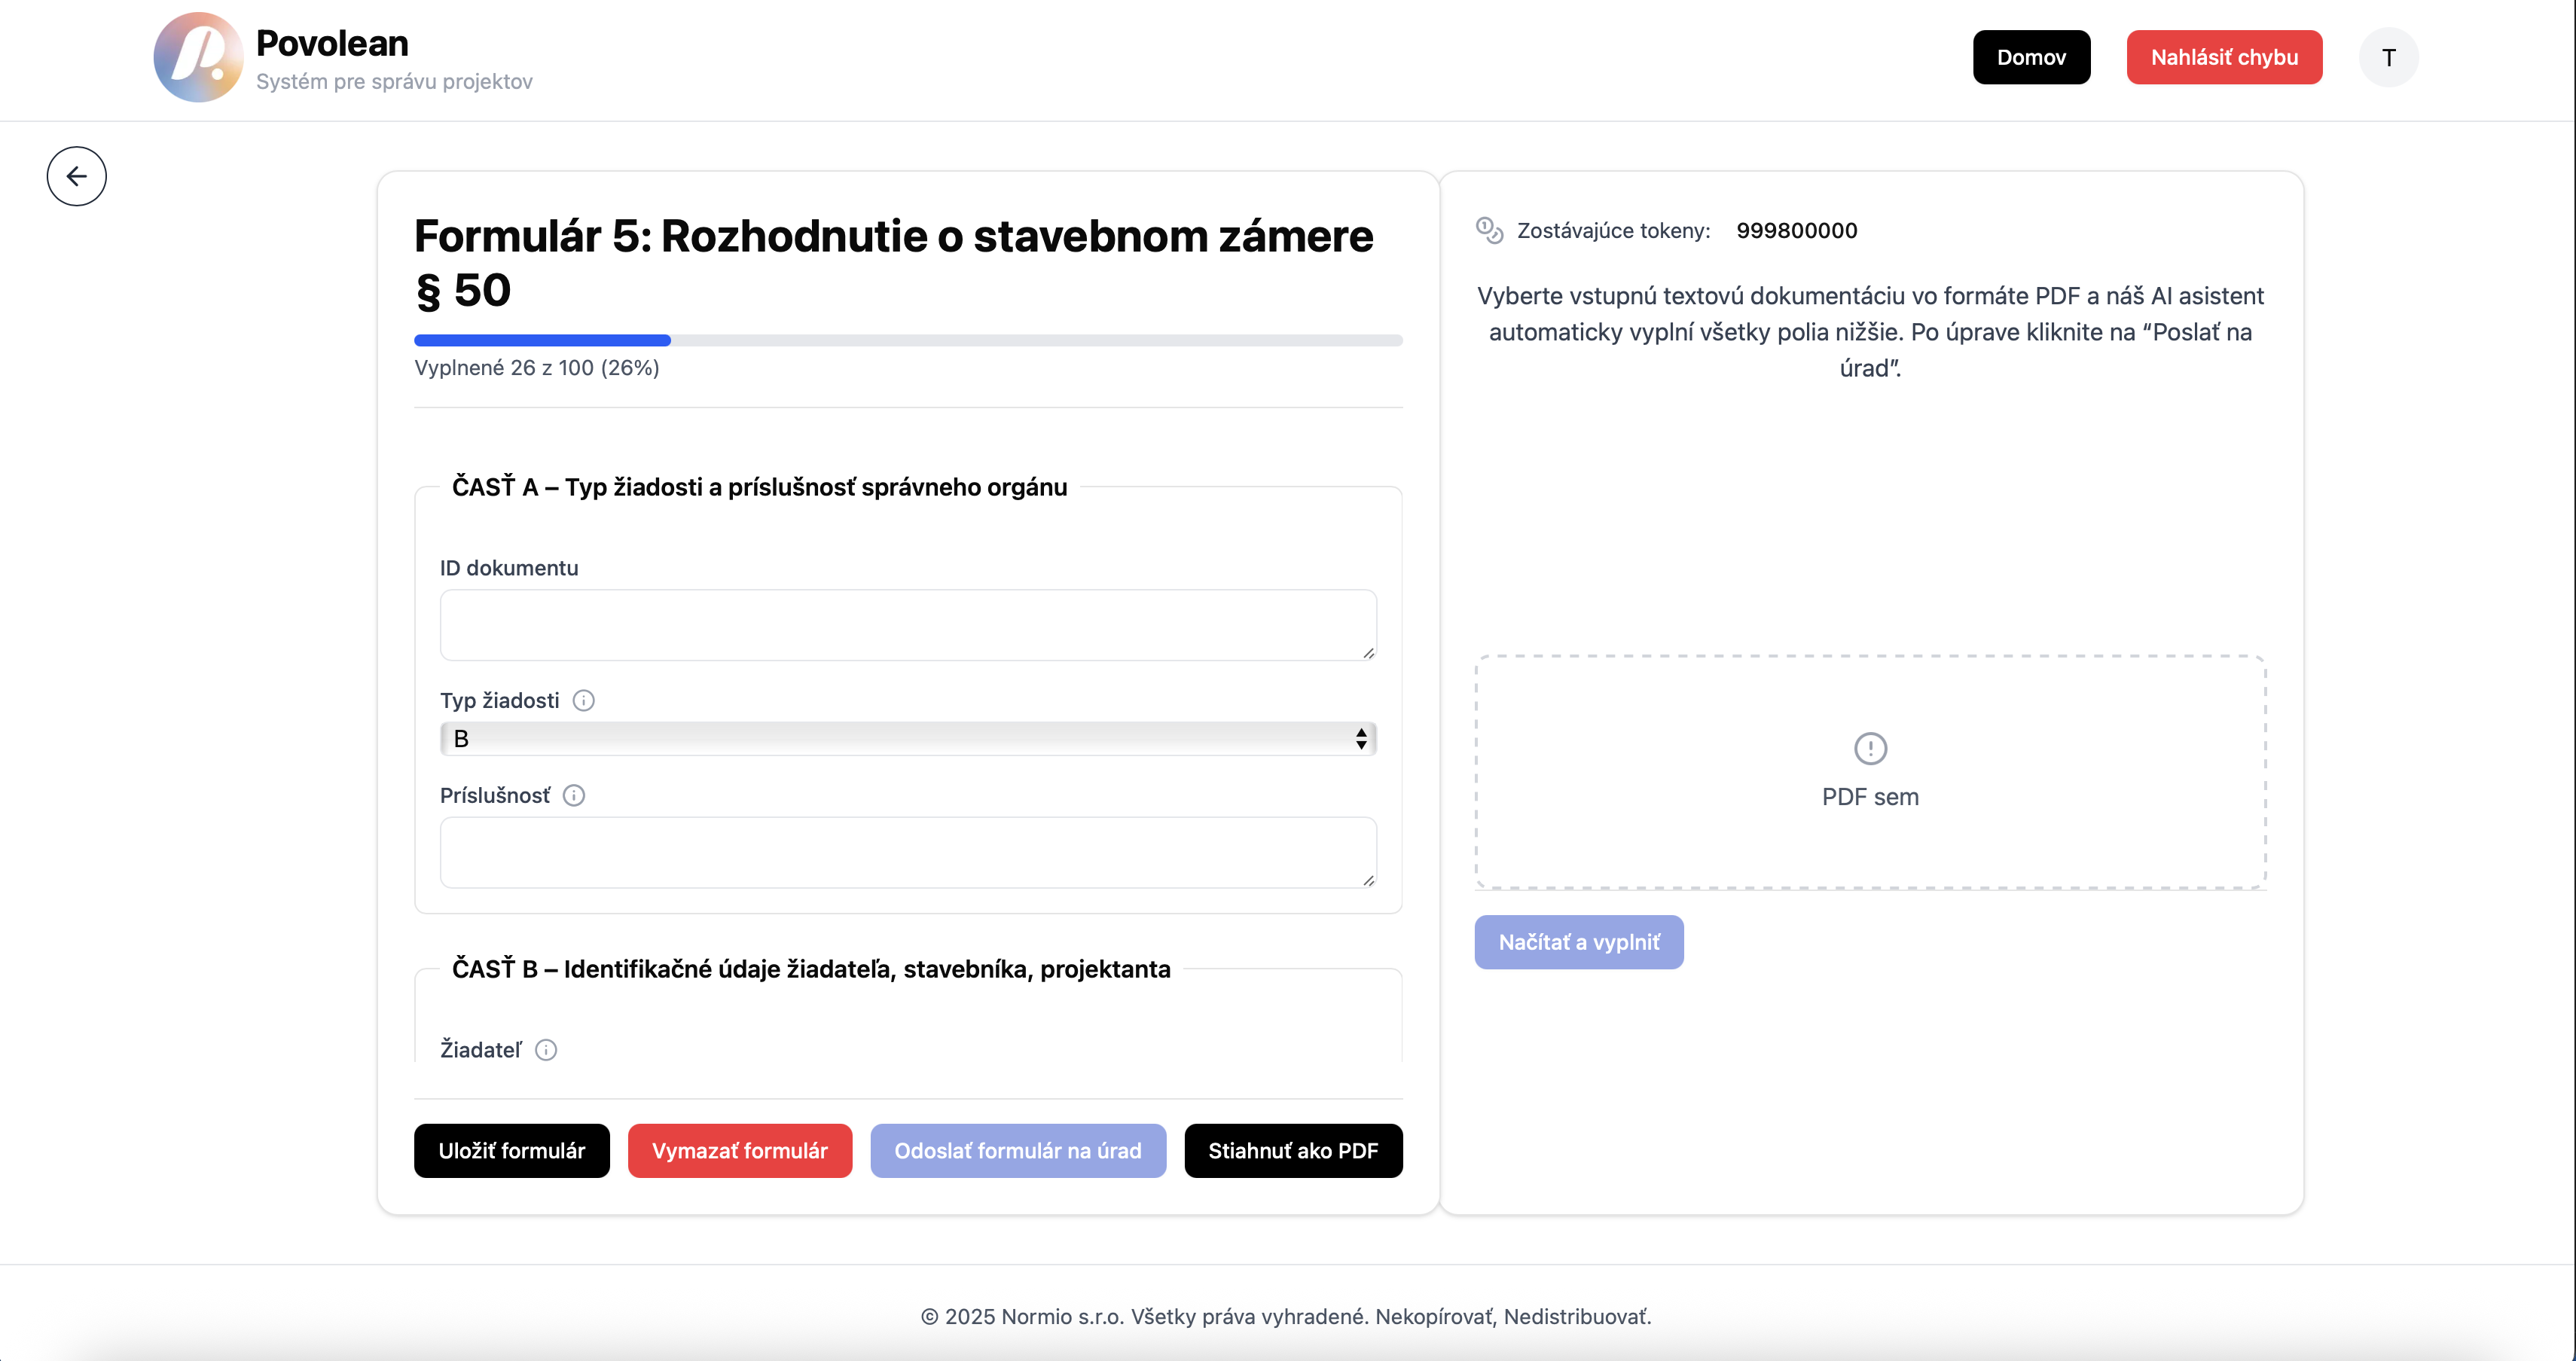 Povolean
Systém pre správu projektov
Domov
Nahlásiť chybu
T
Formulár 5: Rozhodnutie o stavebnom zámere
§ 50
Vyplnené 26 z 100 (26%)
ČASŤ A – Typ žiadosti a príslušnosť správneho orgánu
ID dokumentu
Typ žiadosti
B
Príslušnosť
ČASŤ B – Identifikačné údaje žiadateľa, stavebníka, projektanta
Žiadateľ
Uložiť formulár
Vymazať formulár
Odoslať formulár na úrad
Stiahnuť ako PDF
Zostávajúce tokeny: 999800000
Vyberte vstupnú textovú dokumentáciu vo formáte PDF a náš AI asistent
automaticky vyplní všetky polia nižšie. Po úprave kliknite na “Poslať na
úrad”.
PDF sem
Načítať a vyplniť
© 2025 Normio s.r.o. Všetky práva vyhradené. Nekopírovať, Nedistribuovať.